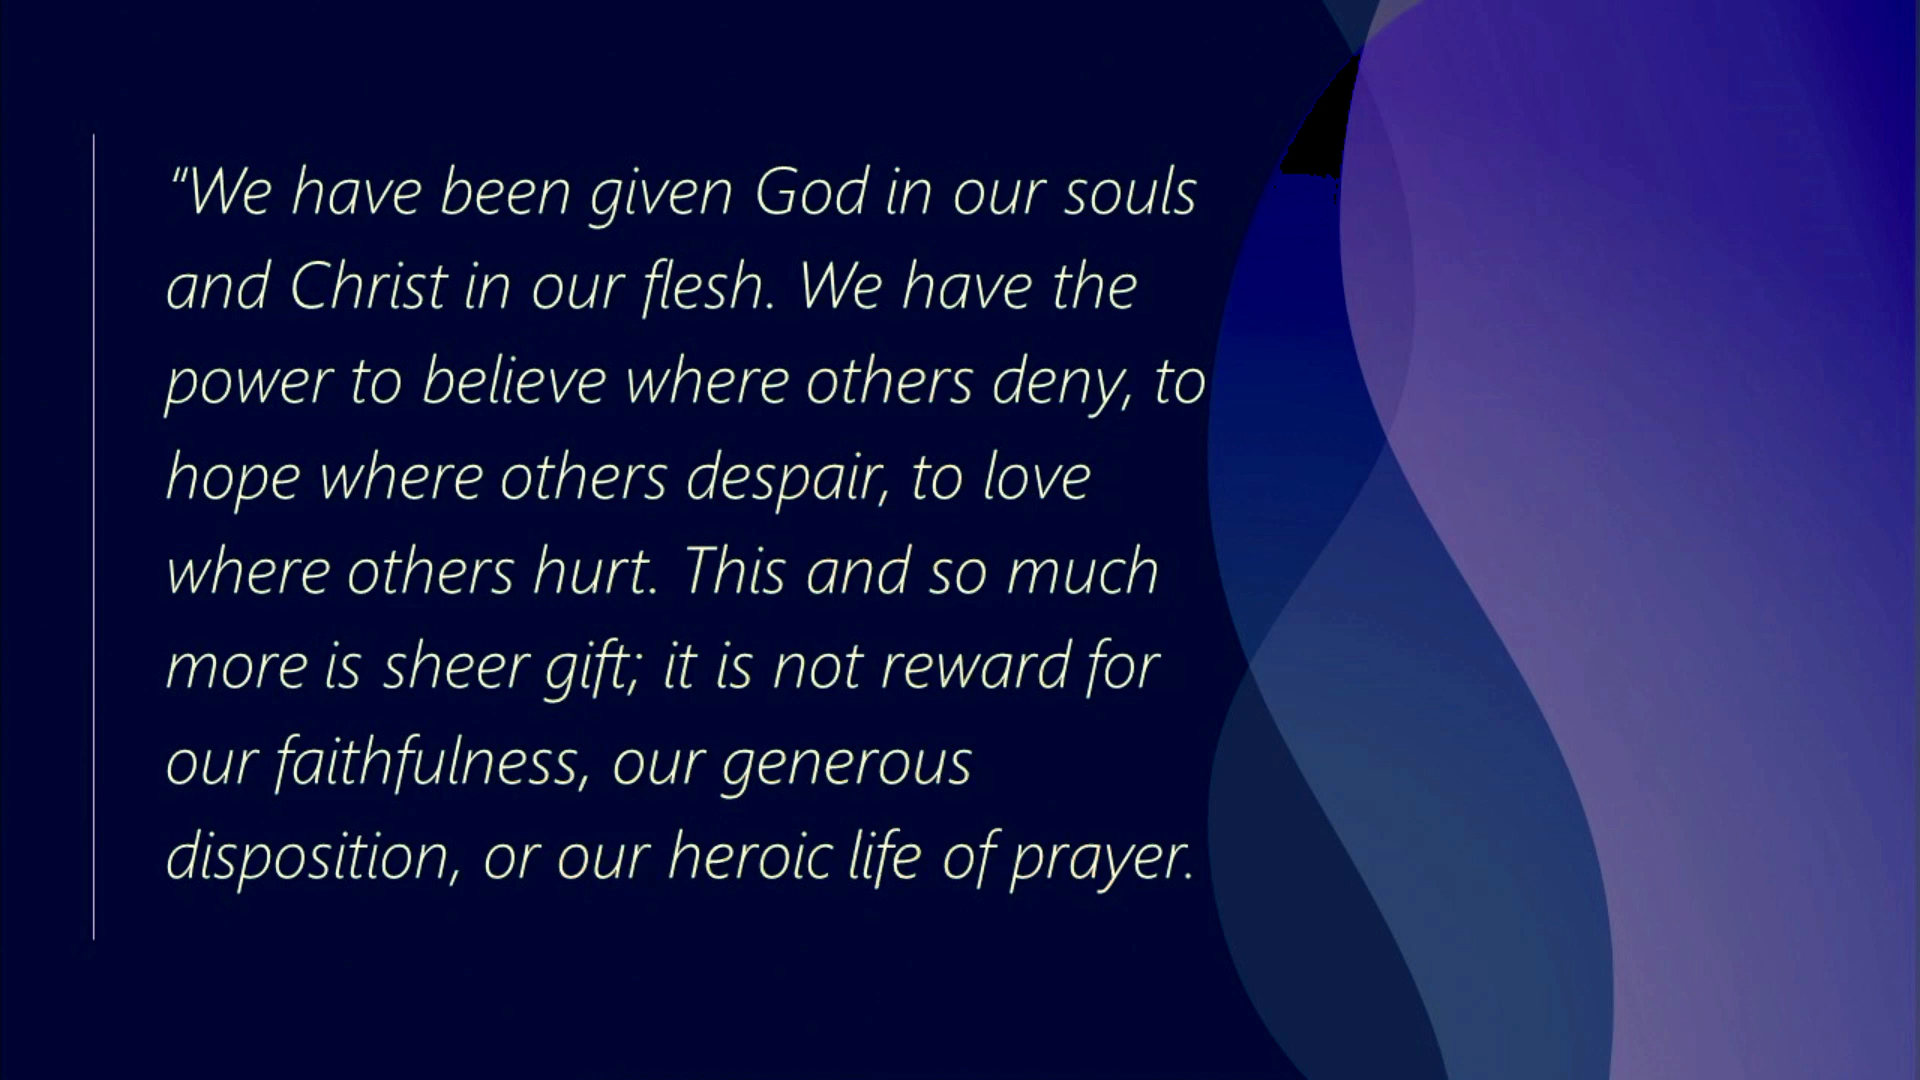 “We have been given God in our souls
and Christ in our flesh. We have the
power to believe where others deny, to
hope where others despair, to love
where others hurt. This and so much
more is sheer gift; it is not reward for
our faithfulness, our generous
disposition, or our heroic life of prayer.